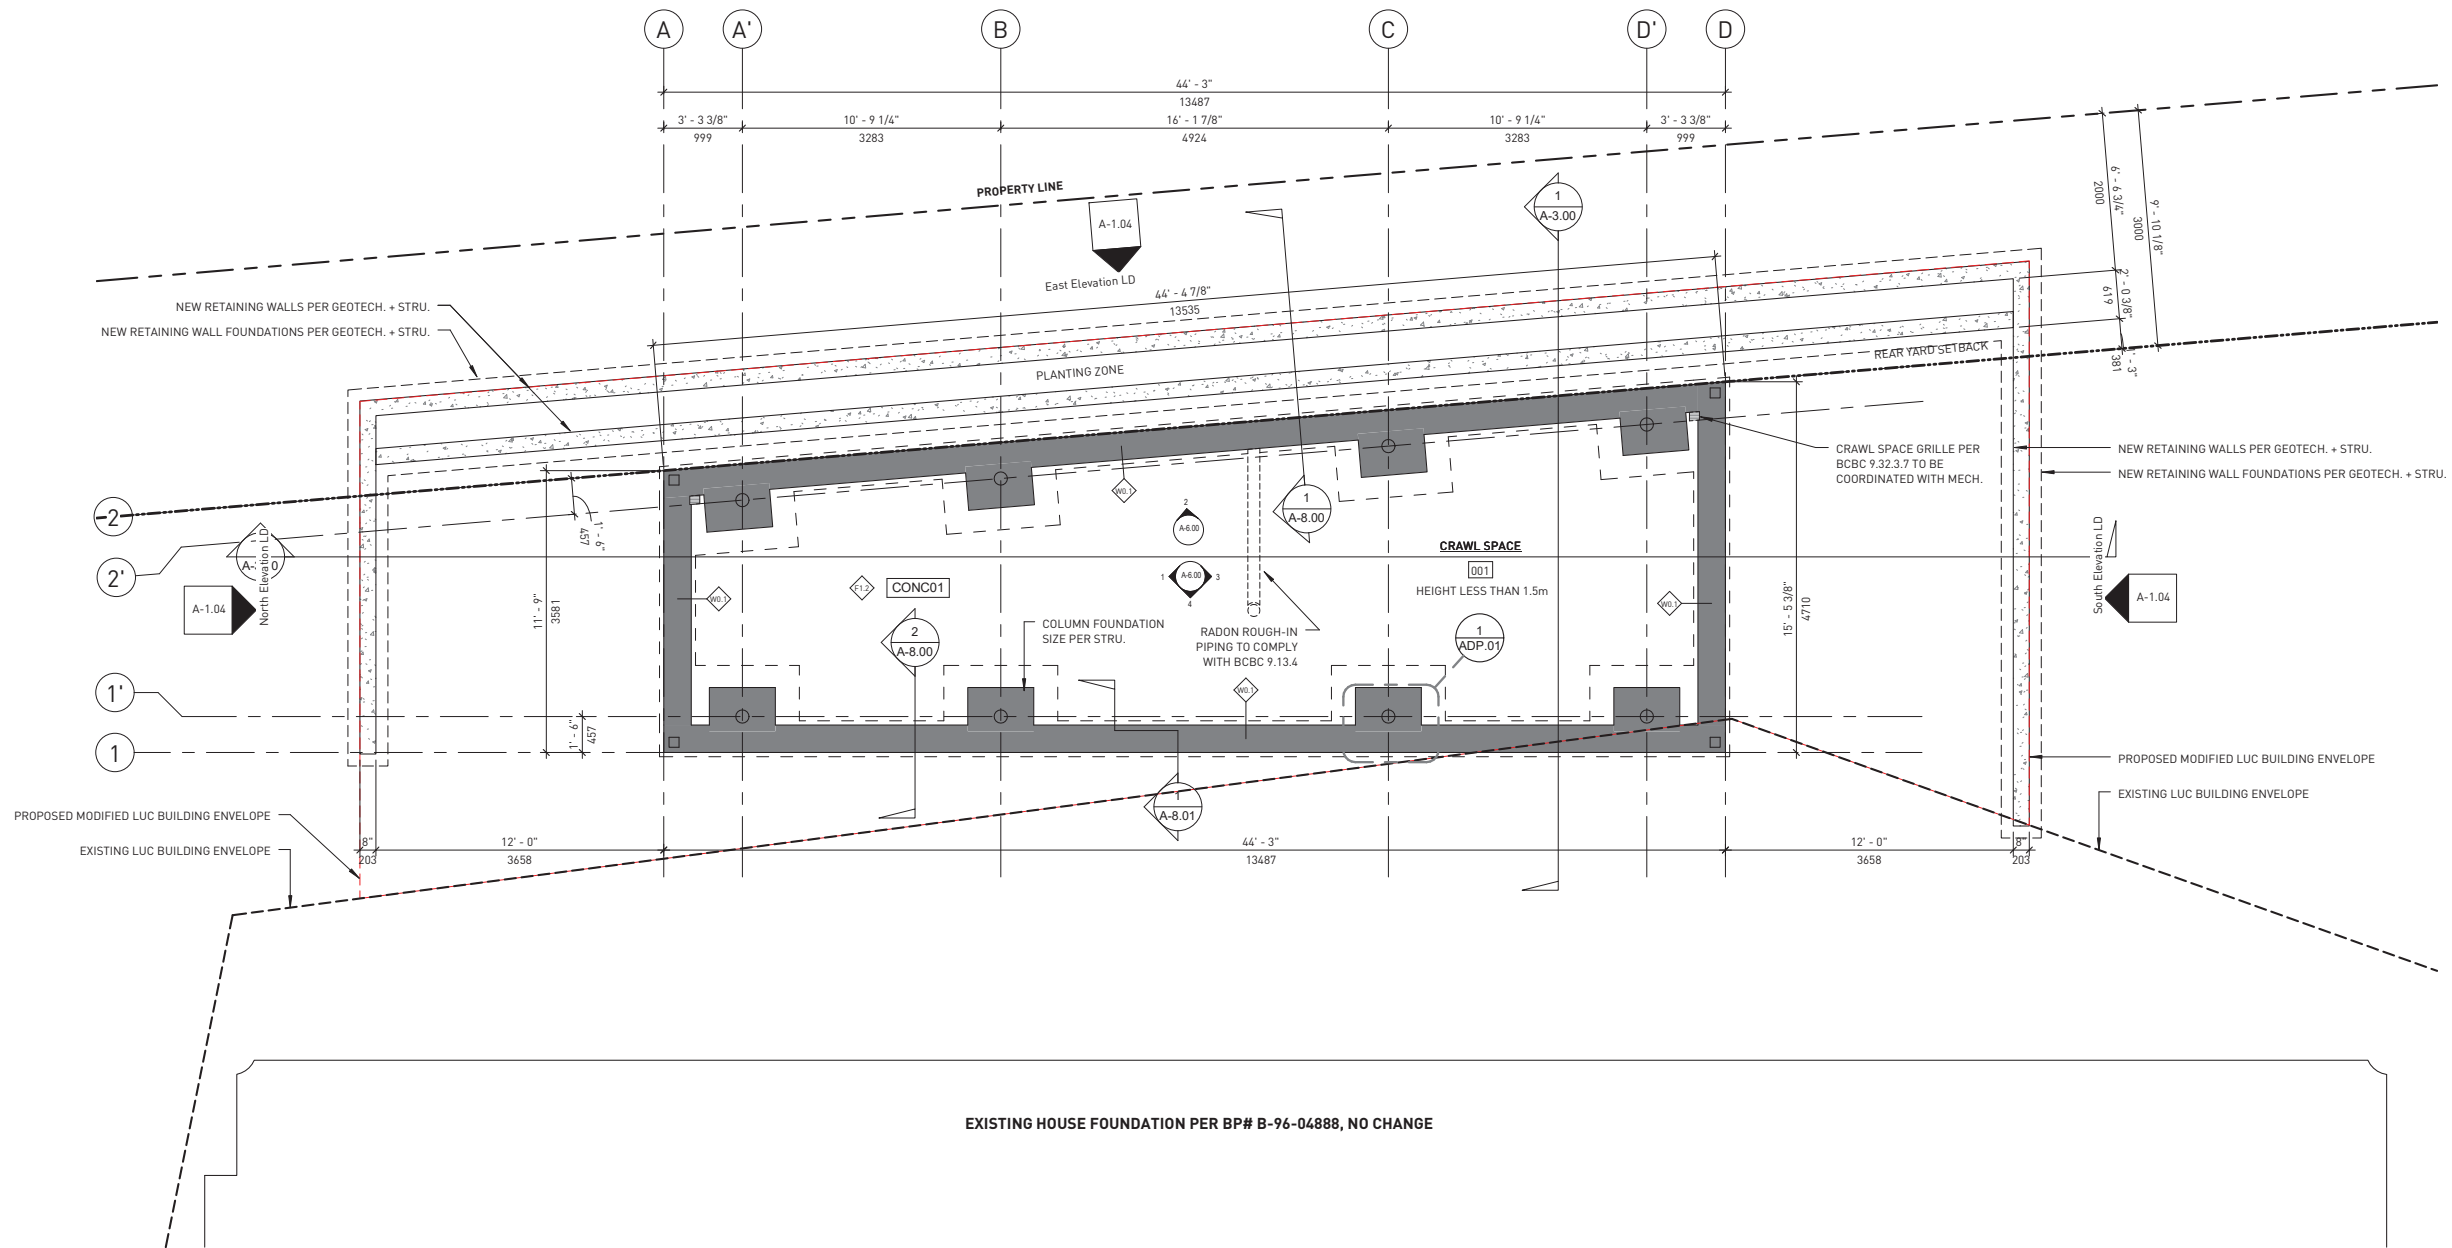 A
A'
B
C
D'
D
44' - 3"
13487
3' - 3 3/8"
10' - 9 1/4"
16' - 1 7/8"
10' - 9 1/4"
3' - 3 3/8"
999
3283
4924
3283
999
PROPERTY LINE
6' - 6 3/4"
2000
9' - 10 1/8"
3000
2' - 0 3/8"
619
1' - 3"
381
1
A-3.00
A-1.04
East Elevation LD
44' - 4 7/8"
13535
NEW RETAINING WALLS PER GEOTECH. + STRU.
NEW RETAINING WALL FOUNDATIONS PER GEOTECH. + STRU.
PLANTING ZONE
REAR YARD SETBACK
CRAWL SPACE GRILLE PER
BCBC 9.32.3.7 TO BE
COORDINATED WITH MECH.
NEW RETAINING WALLS PER GEOTECH. + STRU.
NEW RETAINING WALL FOUNDATIONS PER GEOTECH. + STRU.
2
2'
1'
1
1' - 6"
457
W0.1
2
A-6.00
1
A-8.00
CRAWL SPACE
001
HEIGHT LESS THAN 1.5m
A-1.04
North Elevation LD
11' - 9"
3581
W0.1
F1.2
CONC01
1
A-6.00
3
4
W0.1
15' - 5 3/8"
4710
South Elevation LD
A-1.04
2
A-8.00
COLUMN FOUNDATION
SIZE PER STRU.
RADON ROUGH-IN
PIPING TO COMPLY
WITH BCBC 9.13.4
1
ADP.01
W0.1
1' - 6"
457
1
A-8.01
PROPOSED MODIFIED LUC BUILDING ENVELOPE
EXISTING LUC BUILDING ENVELOPE
PROPOSED MODIFIED LUC BUILDING ENVELOPE
EXISTING LUC BUILDING ENVELOPE
8"
203
12' - 0"
3658
44' - 3"
13487
12' - 0"
3658
8"
203
EXISTING HOUSE FOUNDATION PER BP# B-96-04888, NO CHANGE